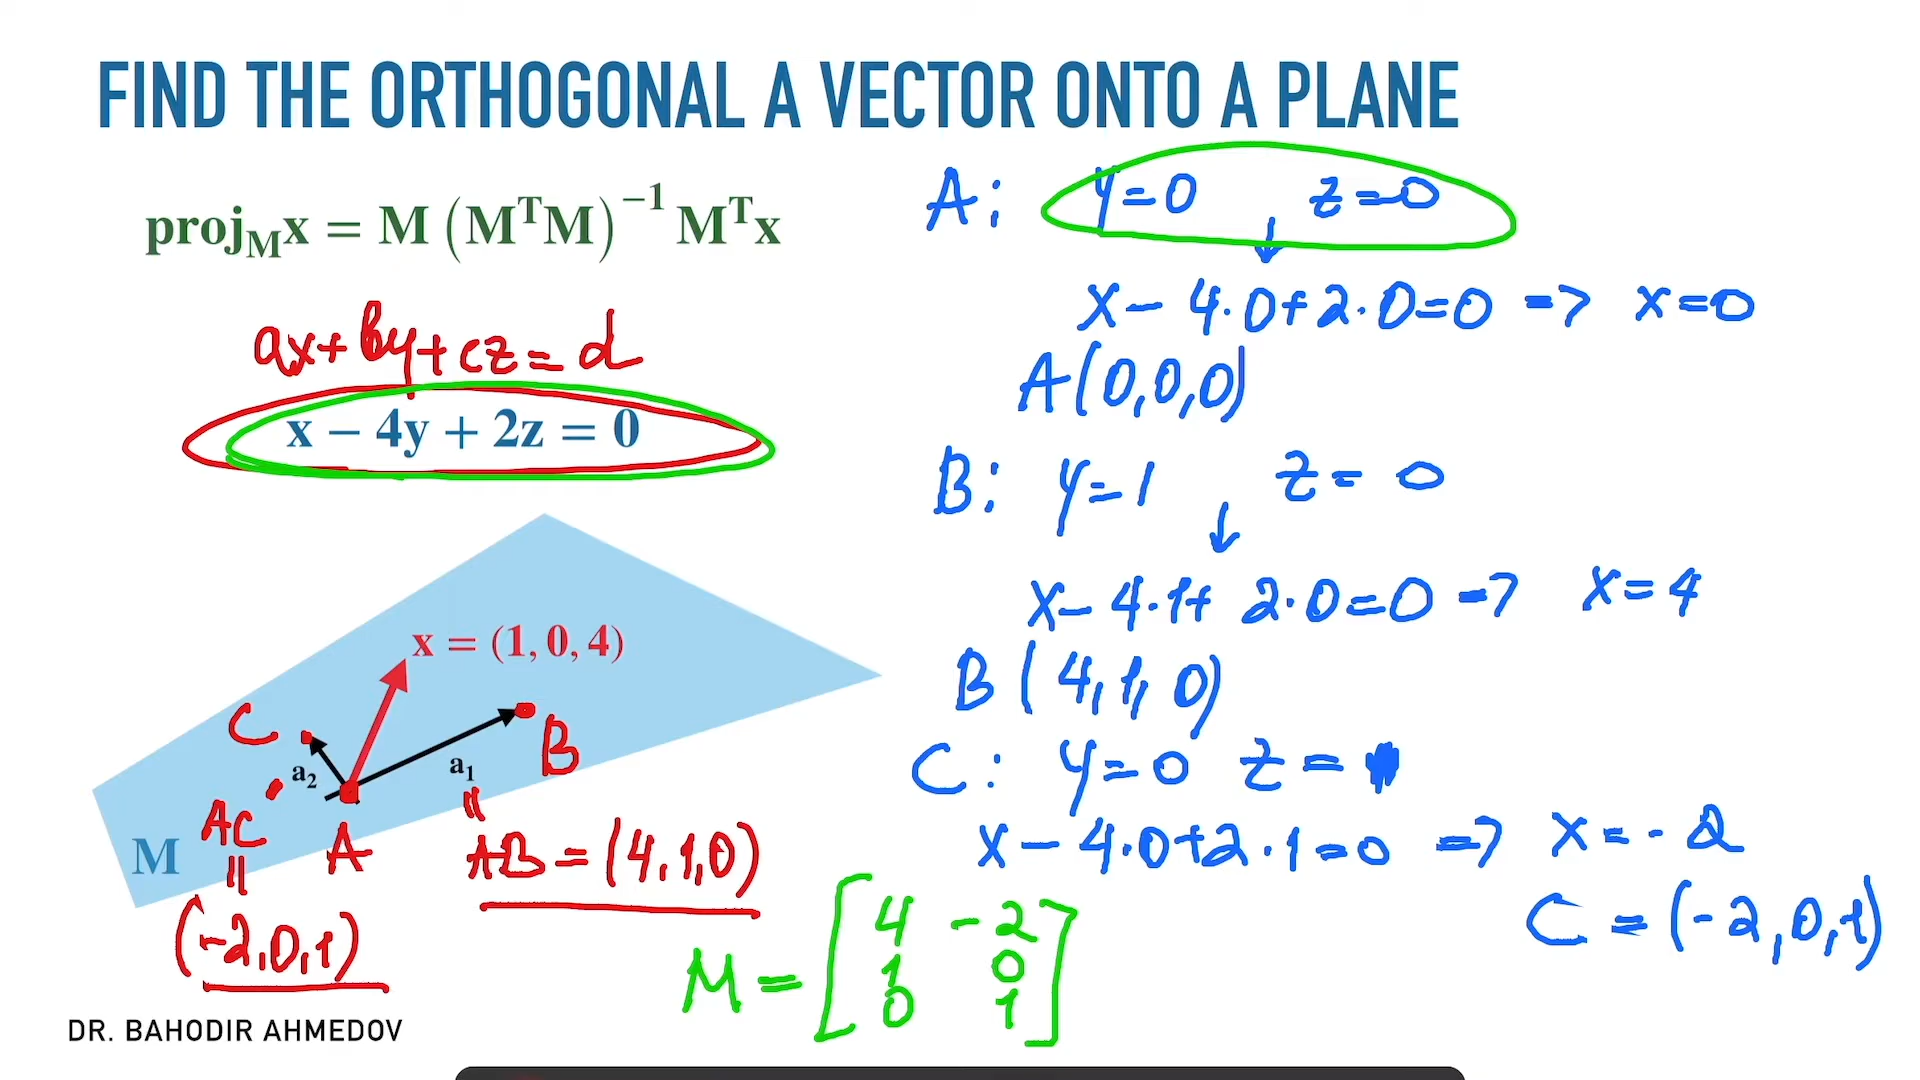 FIND THE ORTHOGONAL A VECTOR ONTO A PLANE
proj_M x = M (M^T M)^−1 M^T x
ax+by+cz=d
x − 4y + 2z = 0
x = (1, 0, 4)
C
B
a₂
a₁
AC
A
M
=
AB=(4,1,0)
=
(-2,0,1)
M=[4 -2
1 0
0 1]
A: y=0 z=0
↓
x-4·0+2·0=0 => x=0
A(0,0,0)
B: y=1 z=0
↓
x-4·1+2·0=0 => x=4
B(4,1,0)
C: y=0 z=
x-4·0+2·1=0 => x=-2
C=(-2,0,1)
DR. BAHODIR AHMEDOV